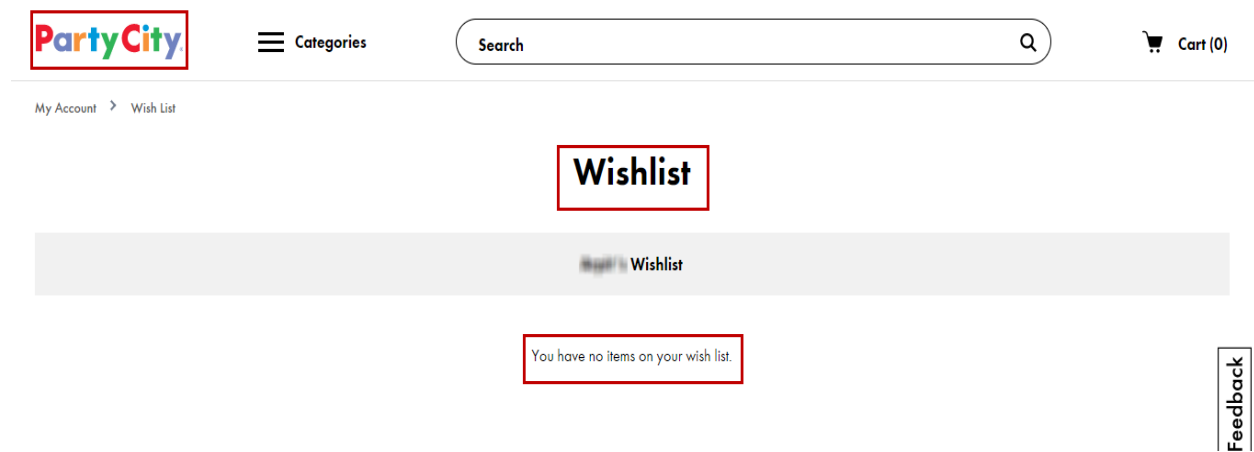 Party City
Categories
Search
Cart (0)
My Account > Wish List
Wishlist
Wishlist
You have no items on your wish list.
Feedback